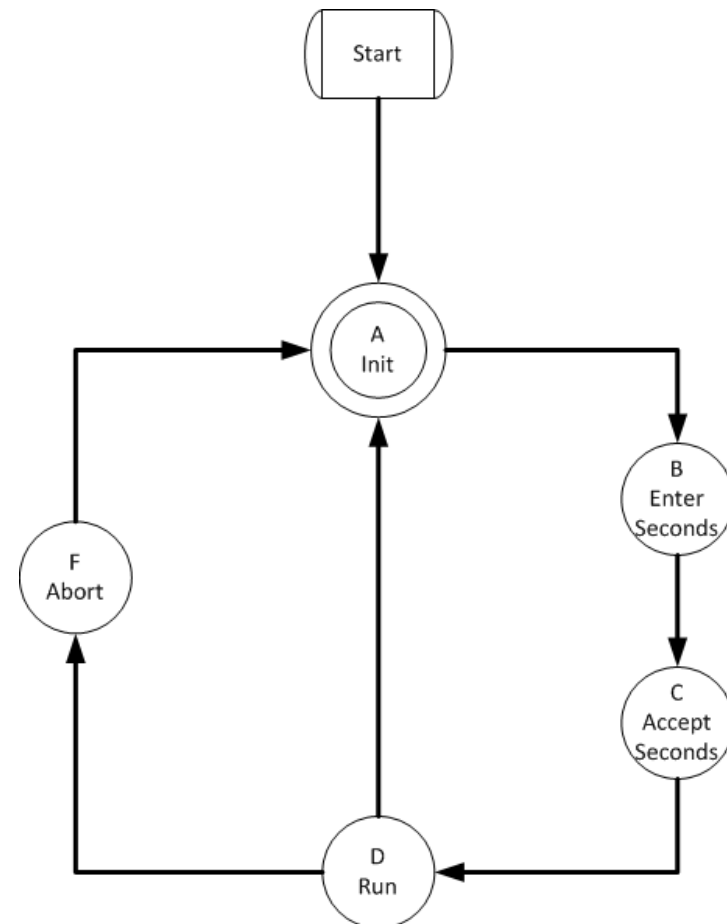 Start
A
Init
B
Enter
Seconds
F
Abort
C
Accept
Seconds
D
Run